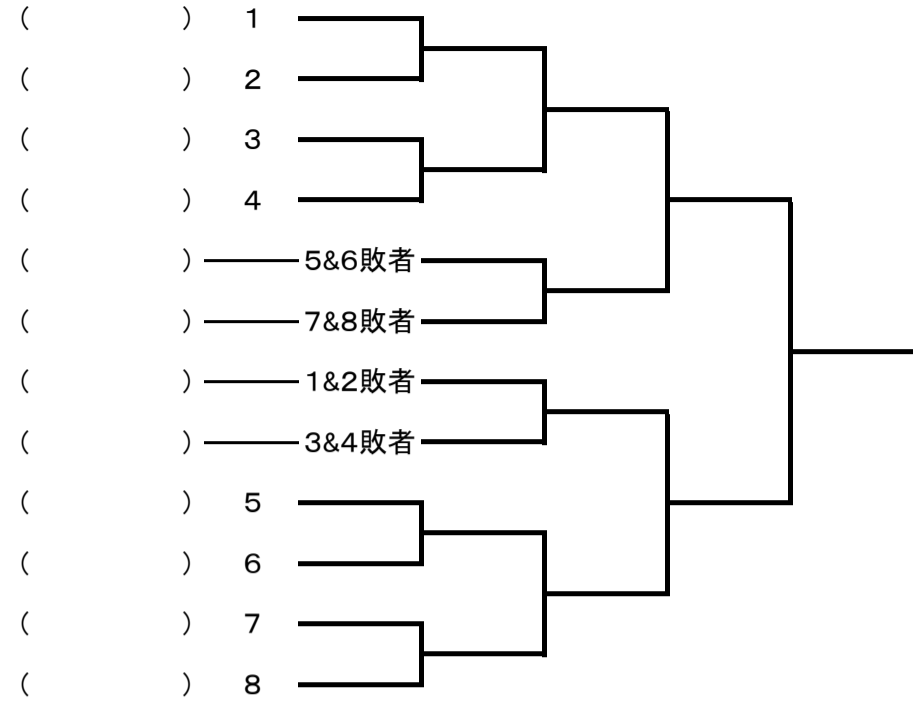 (　　　) 1
(　　　) 2
(　　　) 3
(　　　) 4
(　　　) 5&6敗者
(　　　) 7&8敗者
(　　　) 1&2敗者
(　　　) 3&4敗者
(　　　) 5
(　　　) 6
(　　　) 7
(　　　) 8